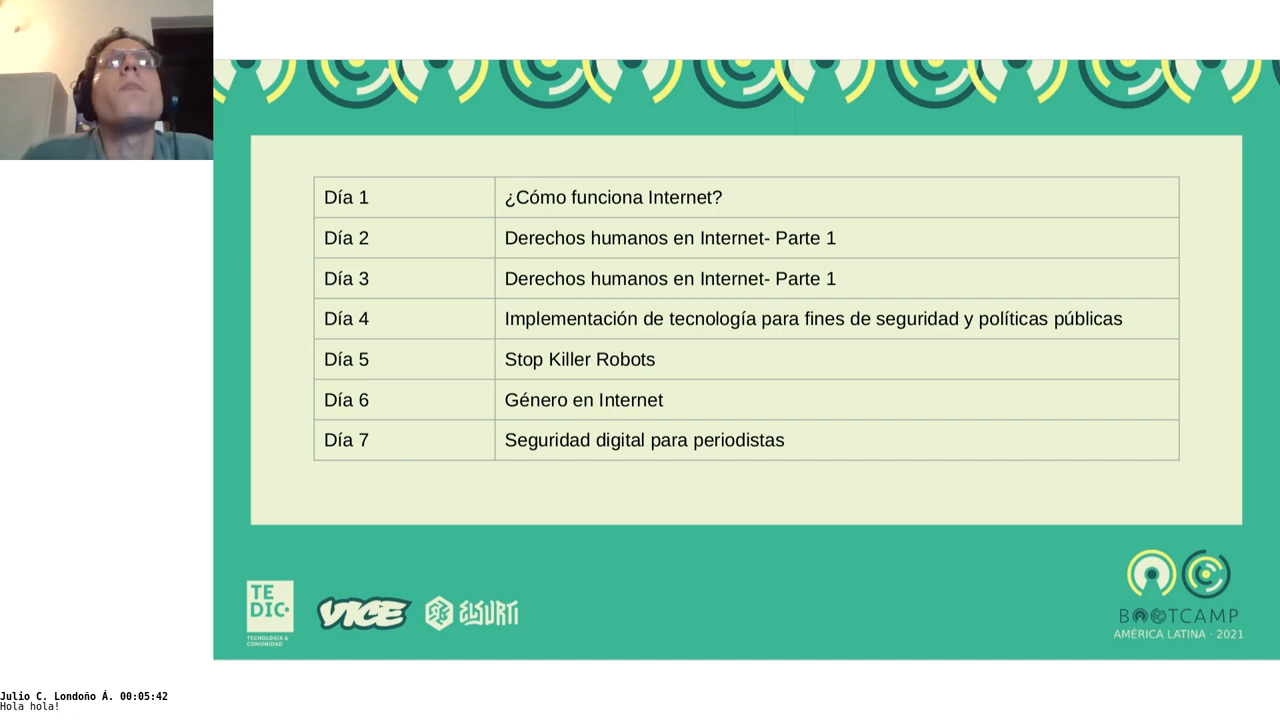 Día 1 ¿Cómo funciona Internet?
Día 2 Derechos humanos en Internet- Parte 1
Día 3 Derechos humanos en Internet- Parte 1
Día 4 Implementación de tecnología para fines de seguridad y políticas públicas
Día 5 Stop Killer Robots
Día 6 Género en Internet
Día 7 Seguridad digital para periodistas
TE
DIC
TECNOLOGÍA &
COMUNIDAD
VICE
ELSURTI
BOOTCAMP
AMÉRICA LATINA · 2021
Julio C. Londoño Á. 00:05:42
Hola hola!